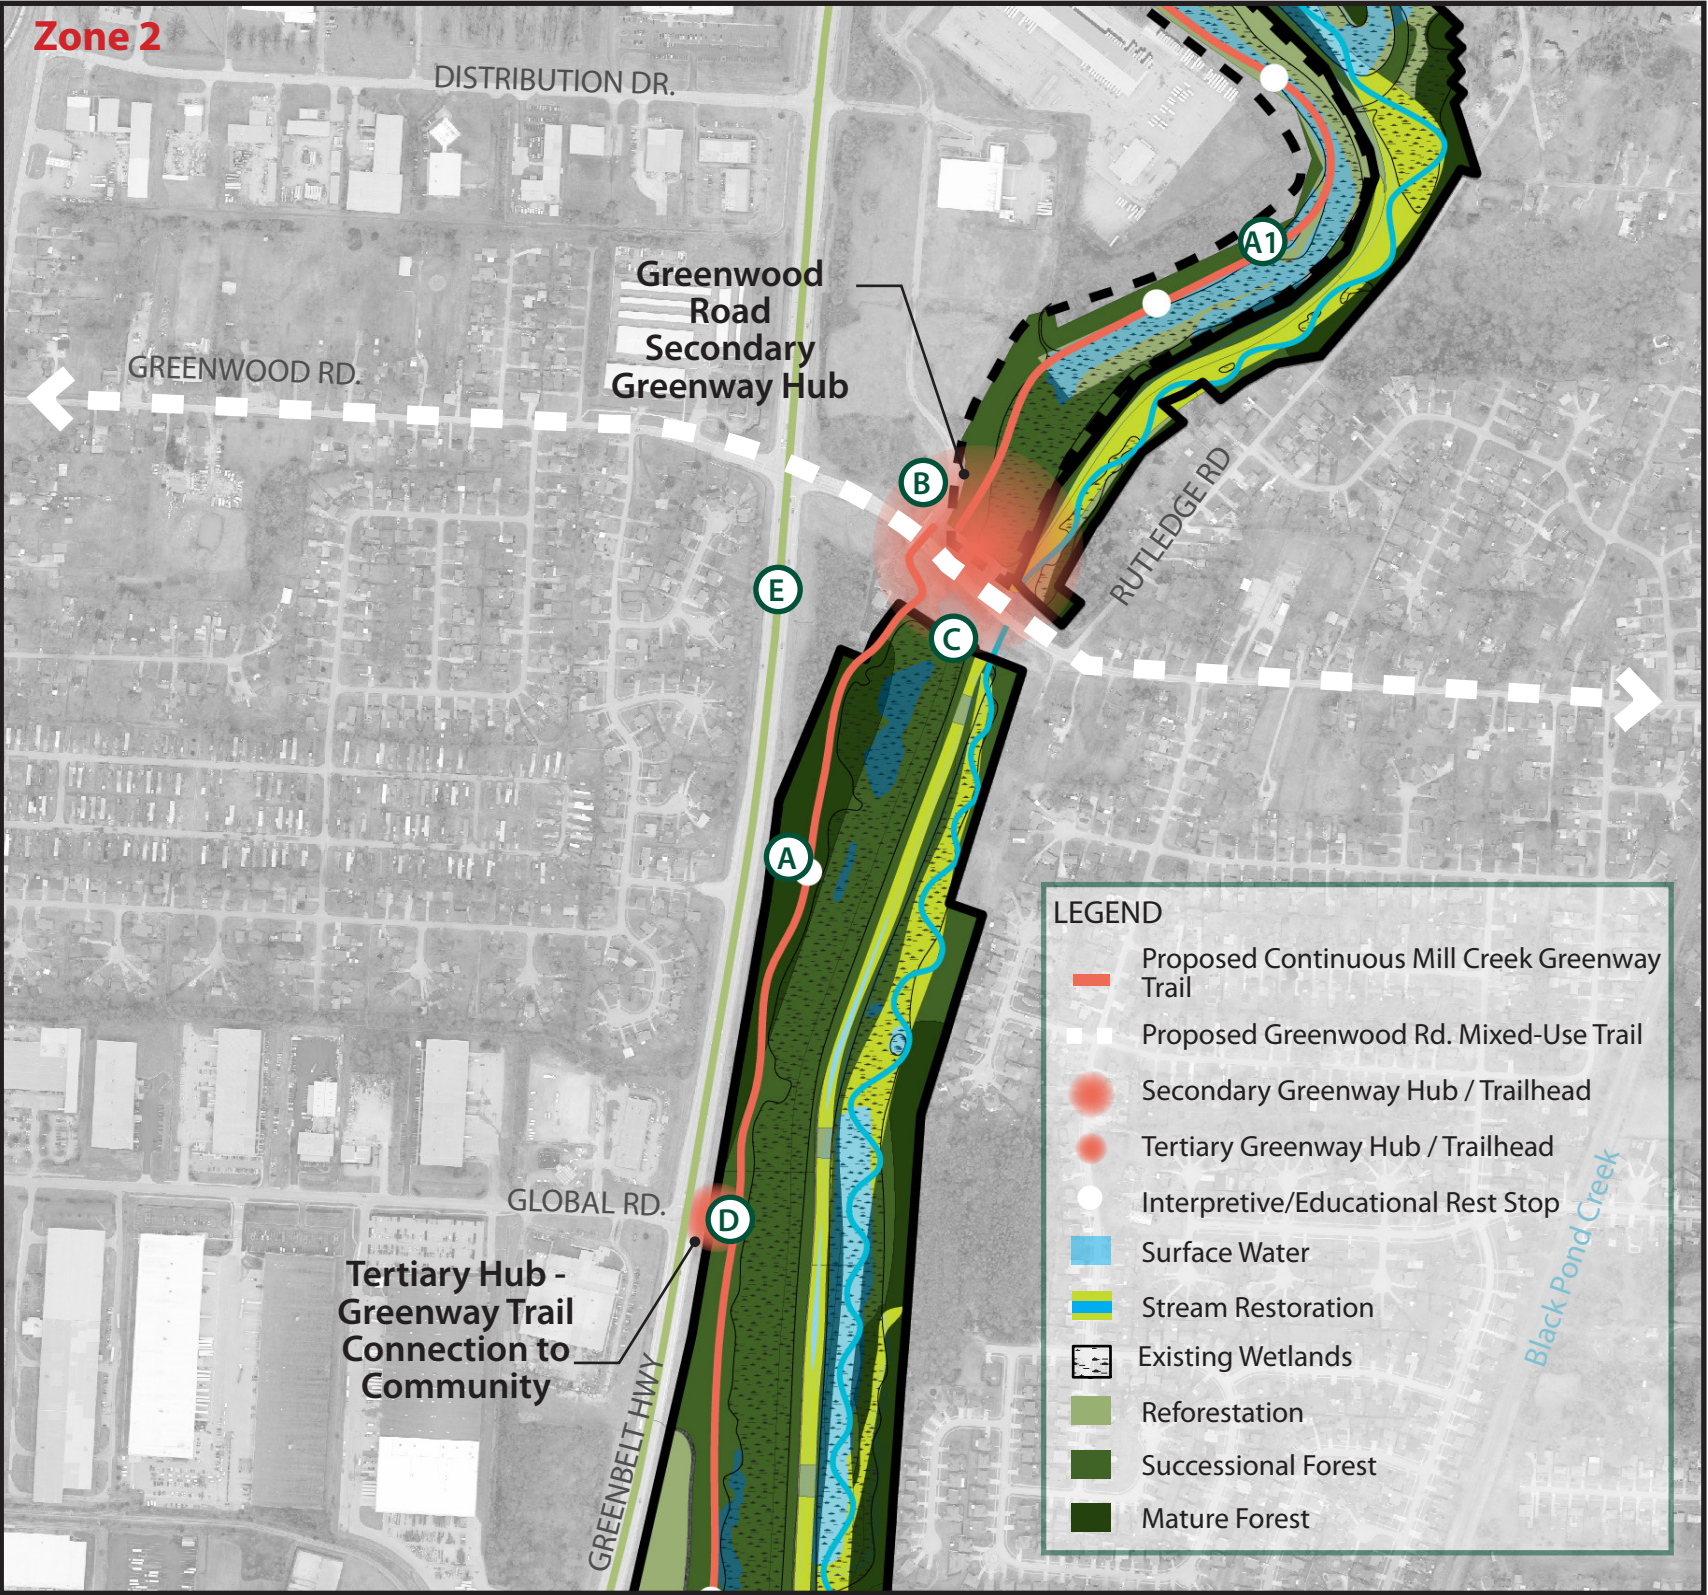 Zone 2
DISTRIBUTION DR.
A1
Greenwood
Road
Secondary
Greenway Hub
GREENWOOD RD.
B
RUTLEDGE RD
E
C
A
LEGEND
Proposed Continuous Mill Creek Greenway
Trail
Proposed Greenwood Rd. Mixed-Use Trail
Secondary Greenway Hub / Trailhead
Tertiary Greenway Hub / Trailhead
Interpretive/Educational Rest Stop
Surface Water
Stream Restoration
Existing Wetlands
Reforestation
Successional Forest
Mature Forest
Black Pond Creek
GLOBAL RD.
D
Tertiary Hub -
Greenway Trail
Connection to
Community
GREENBELT HWY